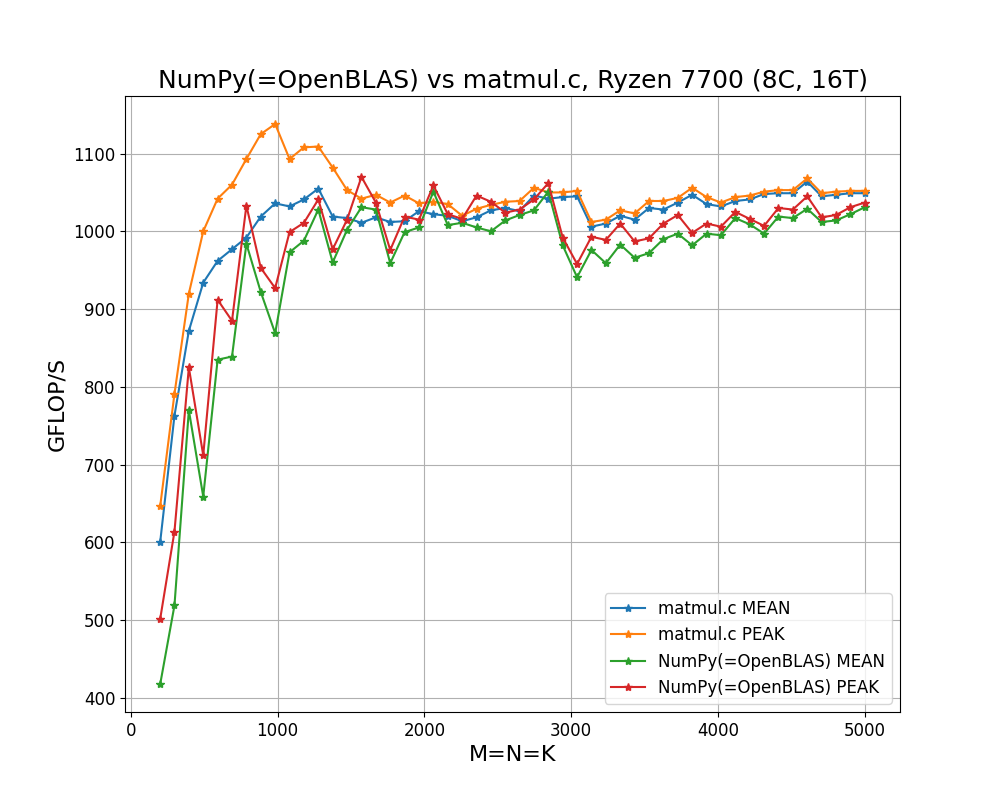 NumPy(=OpenBLAS) vs matmul.c, Ryzen 7700 (8C, 16T)
GFLOP/S
1100
1000
900
800
700
600
500
400
matmul.c MEAN
matmul.c PEAK
NumPy(=OpenBLAS) MEAN
NumPy(=OpenBLAS) PEAK
0 1000 2000 3000 4000 5000
M=N=K